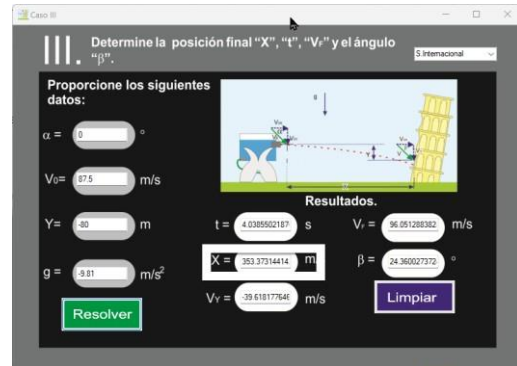 Caso III
III. Determine la posición final “X”, “t”, “VF” y el ángulo
“β”.
S.Internacional
Proporcione los siguientes
datos:
α = 0 °
V0= 87.5 m/s
Y= -80 m
g = -9.81 m/s2
Resolver
Resultados.
t = 4.0385502187 s
VF = 96.051288382 m/s
X = 353.37314414 m
β = 24.360027372 °
VY = -39.618177646 m/s
Limpiar